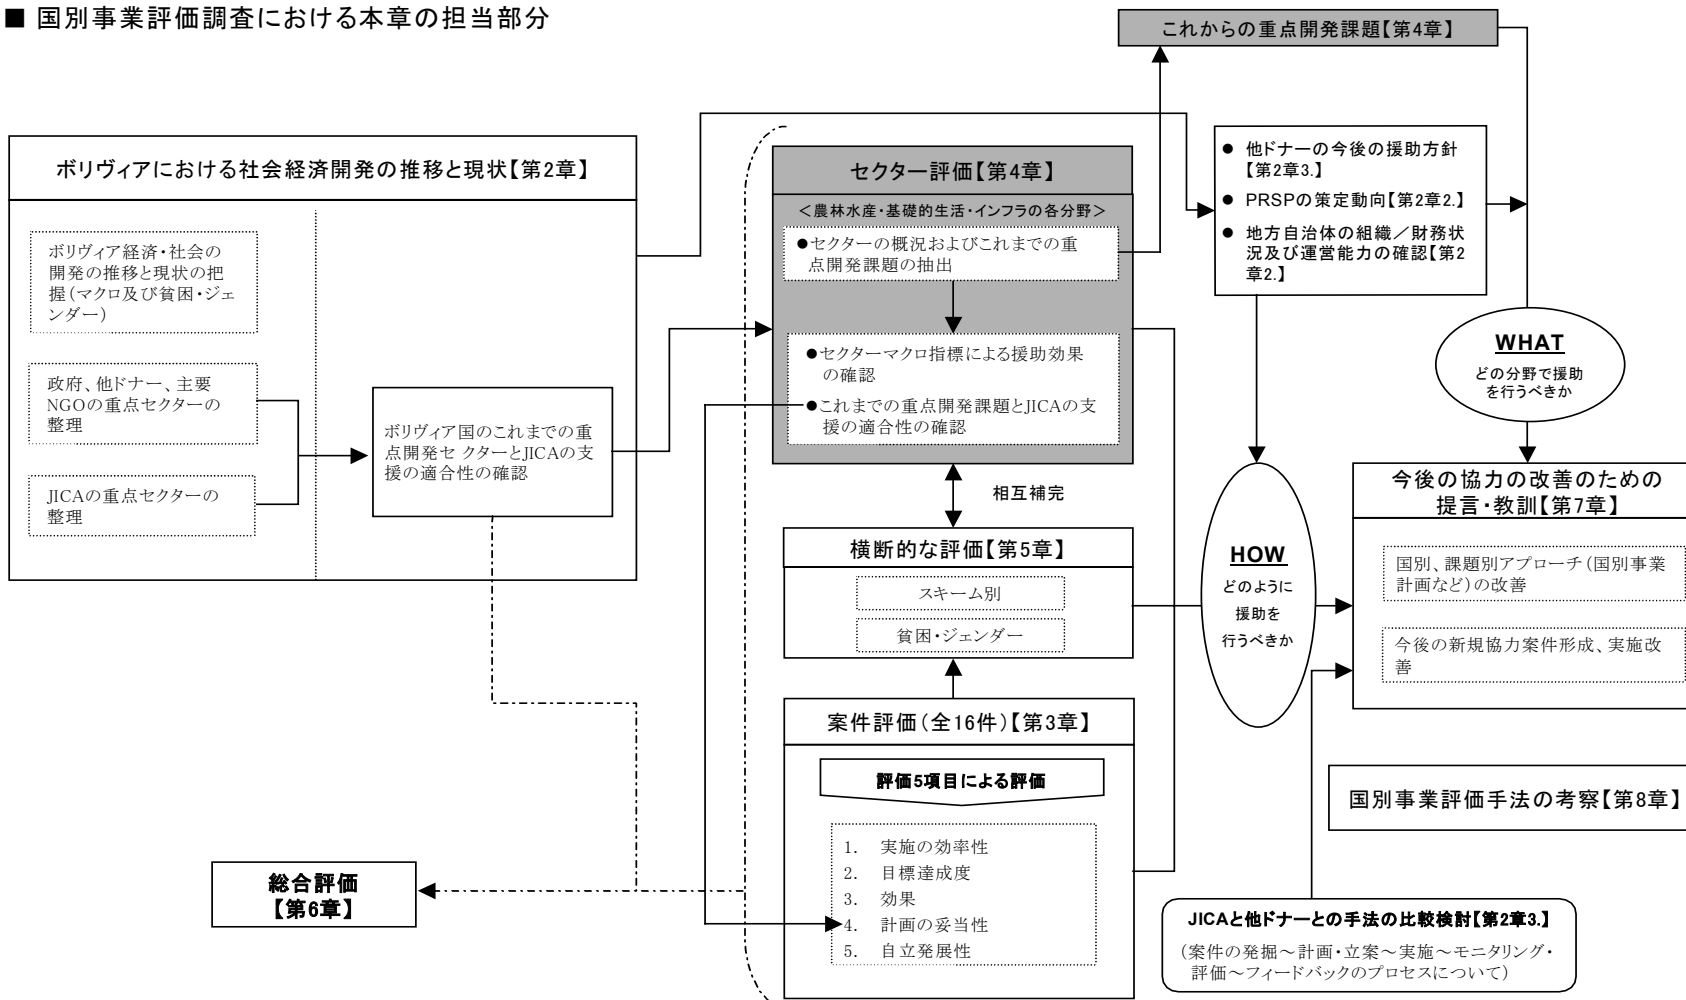 ■ 国別事業評価調査における本章の担当部分
これからの重点開発課題【第4章】
ボリヴィアにおける社会経済開発の推移と現状【第2章】
ボリヴィア経済・社会の
開発の推移と現状の把
握(マクロ及び貧困・ジェ
ンダー)
政府、他ドナー、主要
NGOの重点セクターの
整理
JICAの重点セクターの
整理
ボリヴィア国のこれまでの重
点開発セ クターとJICAの支
援の適合性の確認
セクター評価【第4章】
＜農林水産・基礎的生活・インフラの各分野＞
●セクターの概況およびこれまでの重
点開発課題の抽出
●セクターマクロ指標による援助効果
の確認
●これまでの重点開発課題とJICAの支
援の適合性の確認
相互補完
横断的な評価【第5章】
スキーム別
貧困・ジェンダー
案件評価(全16件)【第3章】
評価5項目による評価
1. 実施の効率性
2. 目標達成度
3. 効果
4. 計画の妥当性
5. 自立発展性
総合評価
【第6章】
● 他ドナーの今後の援助方針
【第2章3.】
● PRSPの策定動向【第2章2.】
● 地方自治体の組織／財務状
況及び運営能力の確認【第2
章2.】
WHAT
どの分野で援助
を行うべきか
HOW
どのように
援助を
行うべきか
今後の協力の改善のための
提言・教訓【第7章】
国別、課題別アプローチ(国別事業
計画など)の改善
今後の新規協力案件形成、実施改
善
国別事業評価手法の考察【第8章】
JICAと他ドナーとの手法の比較検討【第2章3.】
(案件の発掘～計画・立案～実施～モニタリング・
評価～フィードバックのプロセスについて)